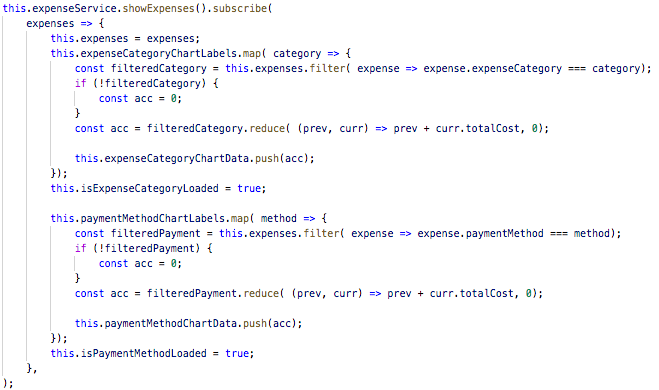 this.expenseService.showExpenses().subscribe(
    expenses => {
        this.expenses = expenses;
        this.expenseCategoryChartLabels.map( category => {
            const filteredCategory = this.expenses.filter( expense => expense.expenseCategory === category);
            if (!filteredCategory) {
                const acc = 0;
            }
            const acc = filteredCategory.reduce( (prev, curr) => prev + curr.totalCost, 0);

            this.expenseCategoryChartData.push(acc);
        });
        this.isExpenseCategoryLoaded = true;

        this.paymentMethodChartLabels.map( method => {
            const filteredPayment = this.expenses.filter( expense => expense.paymentMethod === method);
            if (!filteredPayment) {
                const acc = 0;
            }
            const acc = filteredPayment.reduce( (prev, curr) => prev + curr.totalCost, 0);

            this.paymentMethodChartData.push(acc);
        });
        this.isPaymentMethodLoaded = true;
    },
);